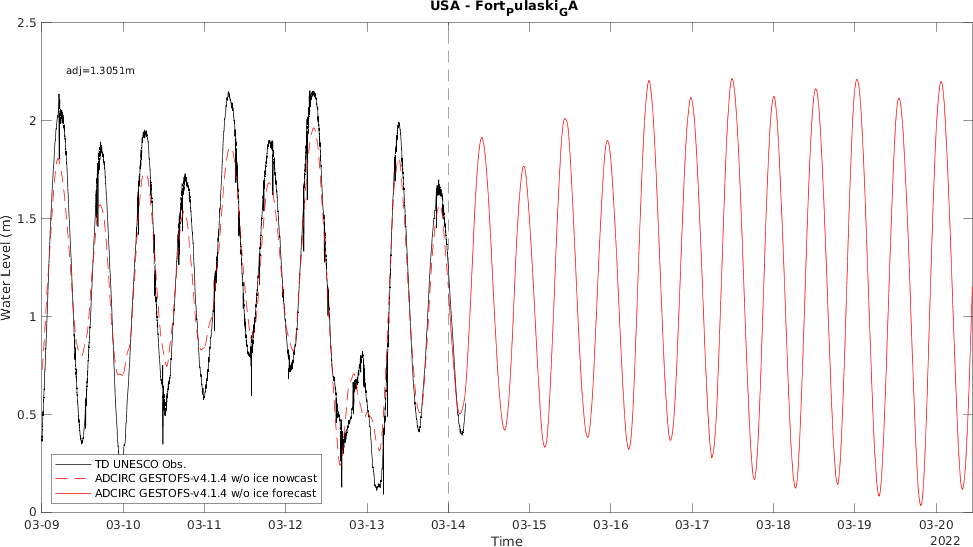 USA - FortPulaskiGA
2.5
adj=1.3051m
2
1.5
Water Level (m)
1
0.5
TD UNESCO Obs.
ADCIRC GESTOFS-v4.1.4 w/o ice nowcast
ADCIRC GESTOFS-v4.1.4 w/o ice forecast
0
03-09 03-10 03-11 03-12 03-13 03-14 03-15 03-16 03-17 03-18 03-19 03-20
Time 2022